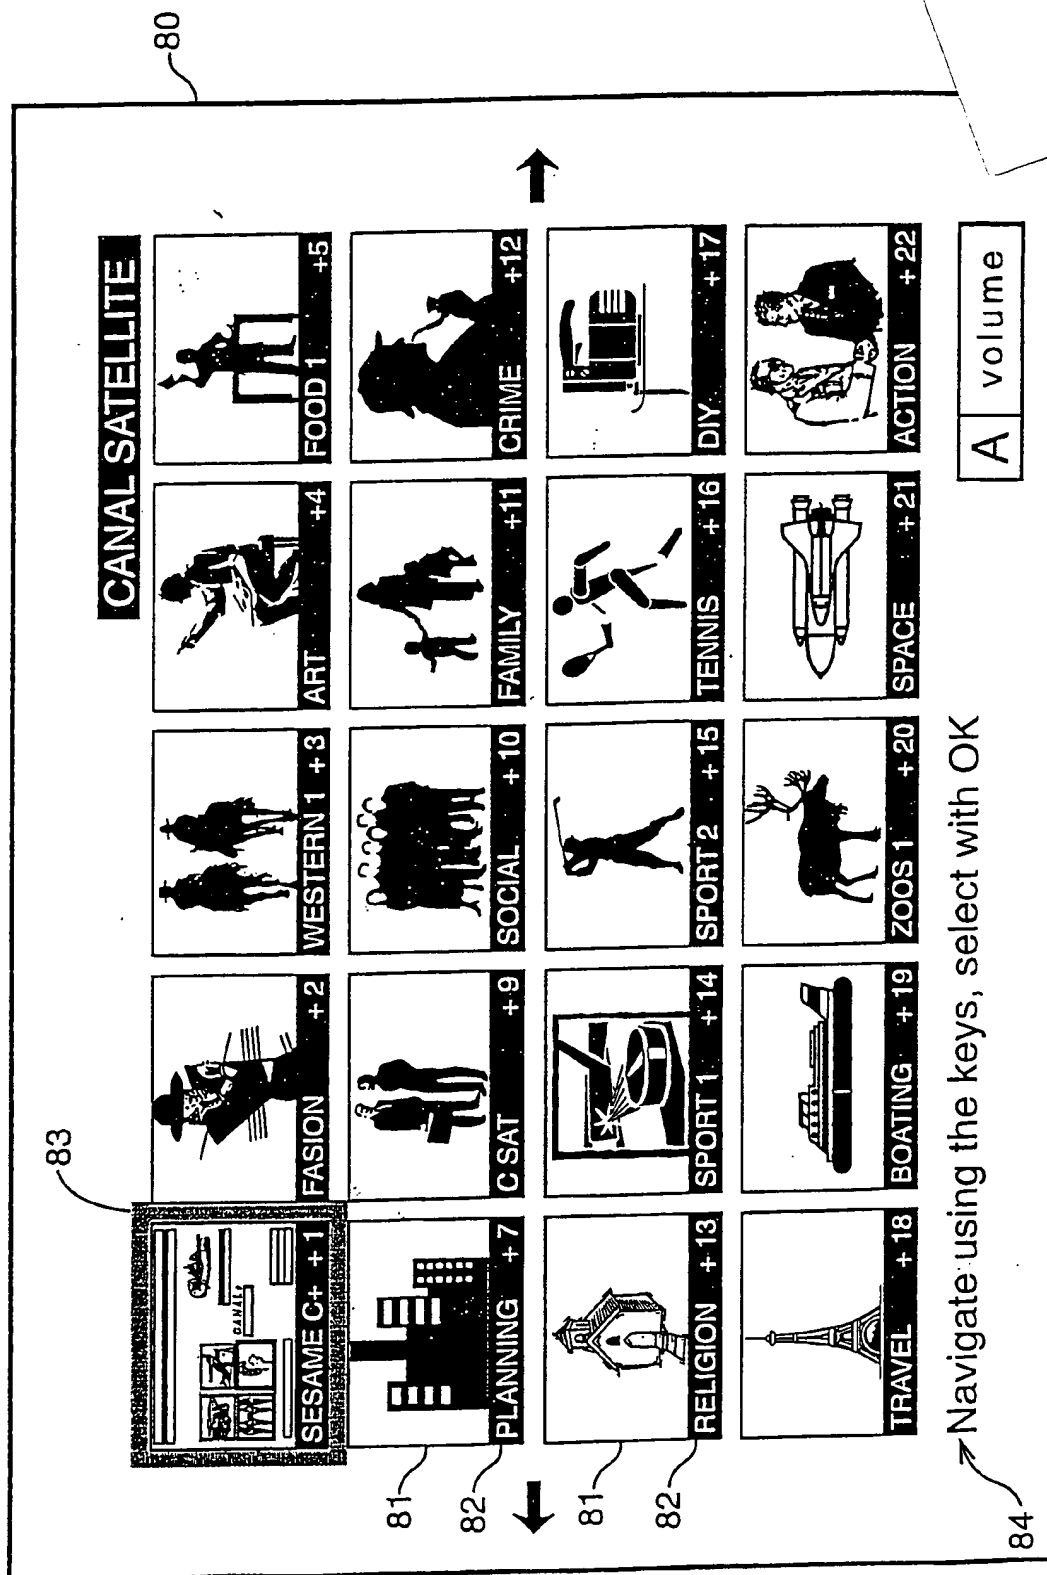 80
CANAL SATELLITE
83
SESAME C+ + 1
FASION + 2
WESTERN 1 + 3
ART +4
FOOD 1 +5
81
82
PLANNING + 7
C SAT + 9
SOCIAL + 10
FAMILY +11
CRIME +12
81
82
RELIGION + 13
SPORT 1 + 14
SPORT 2 + 15
TENNIS + 16
DIY + 17
TRAVEL + 18
BOATING + 19
ZOOS 1 + 20
SPACE + 21
ACTION + 22
84
Navigate using the keys, select with OK
A volume